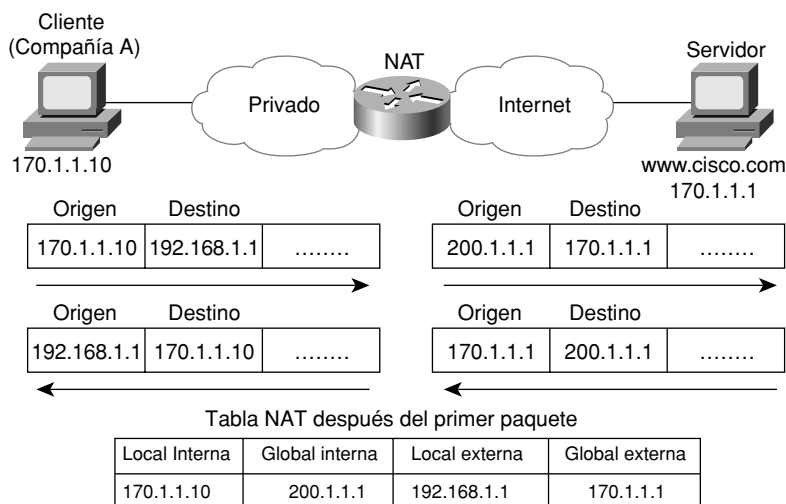 Cliente
(Compañía A)
NAT
Servidor
Privado
Internet
170.1.1.10
www.cisco.com
170.1.1.1
Origen Destino
170.1.1.10 192.168.1.1 ........
Origen Destino
200.1.1.1 170.1.1.1 ........
Origen Destino
192.168.1.1 170.1.1.10 ........
Origen Destino
170.1.1.1 200.1.1.1 ........
Tabla NAT después del primer paquete
Local Interna Global interna Local externa Global externa
170.1.1.10 200.1.1.1 192.168.1.1 170.1.1.1